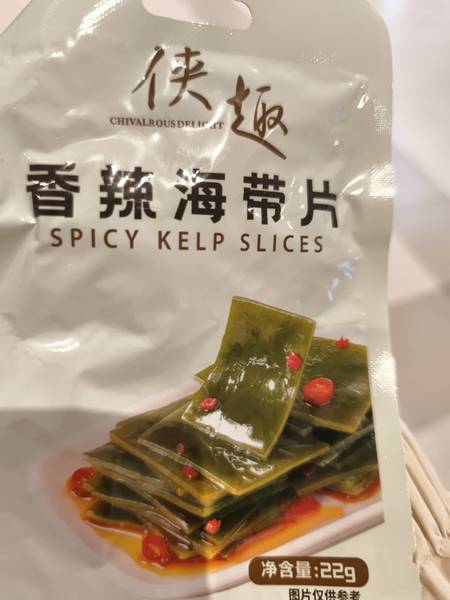 侠趣
CHIVALROUS DELIGHT
香辣海带片
SPICY KELP SLICES
净含量:22g
图片仅供参考